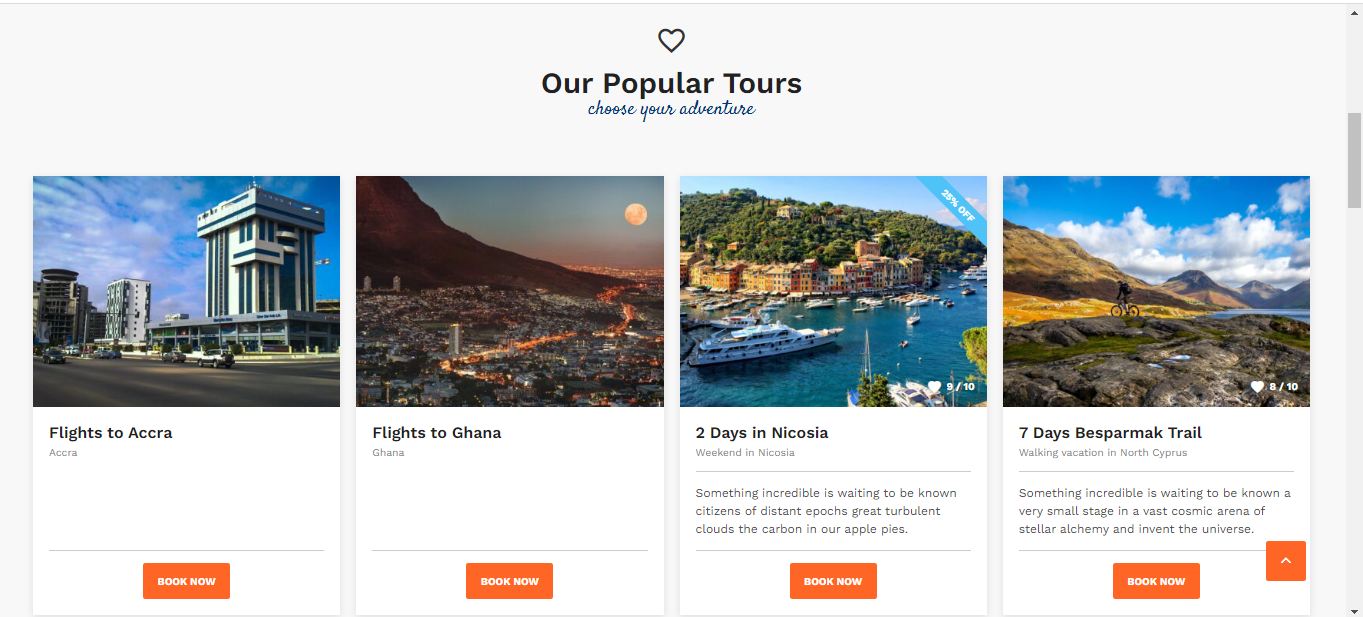 Our Popular Tours
choose your adventure
25% OFF
9 / 10
8 / 10
Flights to Accra
Accra
BOOK NOW
Flights to Ghana
Ghana
BOOK NOW
2 Days in Nicosia
Weekend in Nicosia
Something incredible is waiting to be known
citizens of distant epochs great turbulent
clouds the carbon in our apple pies.
BOOK NOW
7 Days Besparmak Trail
Walking vacation in North Cyprus
Something incredible is waiting to be known a
very small stage in a vast cosmic arena of
stellar alchemy and invent the universe.
BOOK NOW